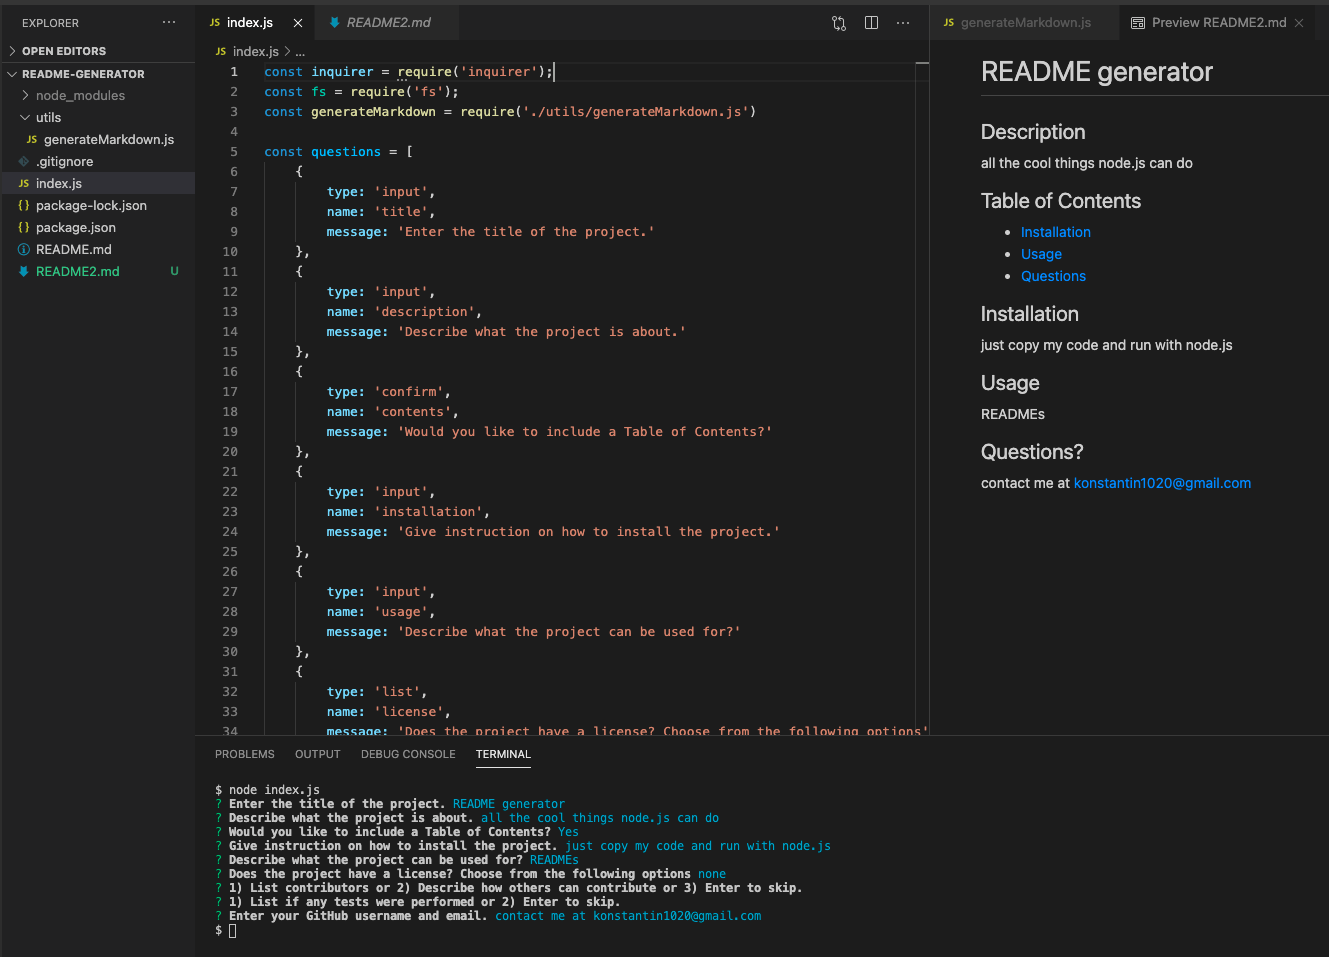 EXPLORER
OPEN EDITORS
README-GENERATOR
node_modules
utils
JS generateMarkdown.js
.gitignore
JS index.js
{} package-lock.json
{} package.json
README.md
README2.md U
JS index.js
README2.md
JS index.js > ...
1 const inquirer = require('inquirer');
2 const fs = require('fs');
3 const generateMarkdown = require('./utils/generateMarkdown.js')
4
5 const questions = [
6 {
7 type: 'input',
8 name: 'title',
9 message: 'Enter the title of the project.'
10 },
11 {
12 type: 'input',
13 name: 'description',
14 message: 'Describe what the project is about.'
15 },
16 {
17 type: 'confirm',
18 name: 'contents',
19 message: 'Would you like to include a Table of Contents?'
20 },
21 {
22 type: 'input',
23 name: 'installation',
24 message: 'Give instruction on how to install the project.'
25 },
26 {
27 type: 'input',
28 name: 'usage',
29 message: 'Describe what the project can be used for?'
30 },
31 {
32 type: 'list',
33 name: 'license',
34 message: 'Does the project have a license? Choose from the following options'
JS generateMarkdown.js
Preview README2.md
README generator
Description
all the cool things node.js can do
Table of Contents
• Installation
• Usage
• Questions
Installation
just copy my code and run with node.js
Usage
READMEs
Questions?
contact me at konstantin1020@gmail.com
PROBLEMS OUTPUT DEBUG CONSOLE TERMINAL
$ node index.js
? Enter the title of the project. README generator
? Describe what the project is about. all the cool things node.js can do
? Would you like to include a Table of Contents? Yes
? Give instruction on how to install the project. just copy my code and run with node.js
? Describe what the project can be used for? READMEs
? Does the project have a license? Choose from the following options none
? 1) List contributors or 2) Describe how others can contribute or 3) Enter to skip.
? 1) List if any tests were performed or 2) Enter to skip.
? Enter your GitHub username and email. contact me at konstantin1020@gmail.com
$